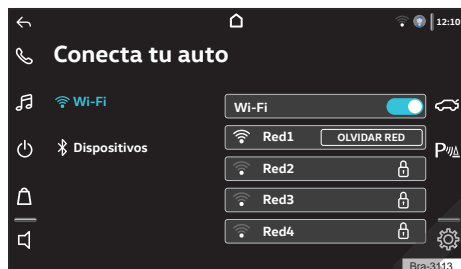 12:10
Conecta tu auto
Wi-Fi
Wi-Fi
Red1 OLVIDAR RED
Dispositivos
P
Red2
Red3
Red4
Bra-3113